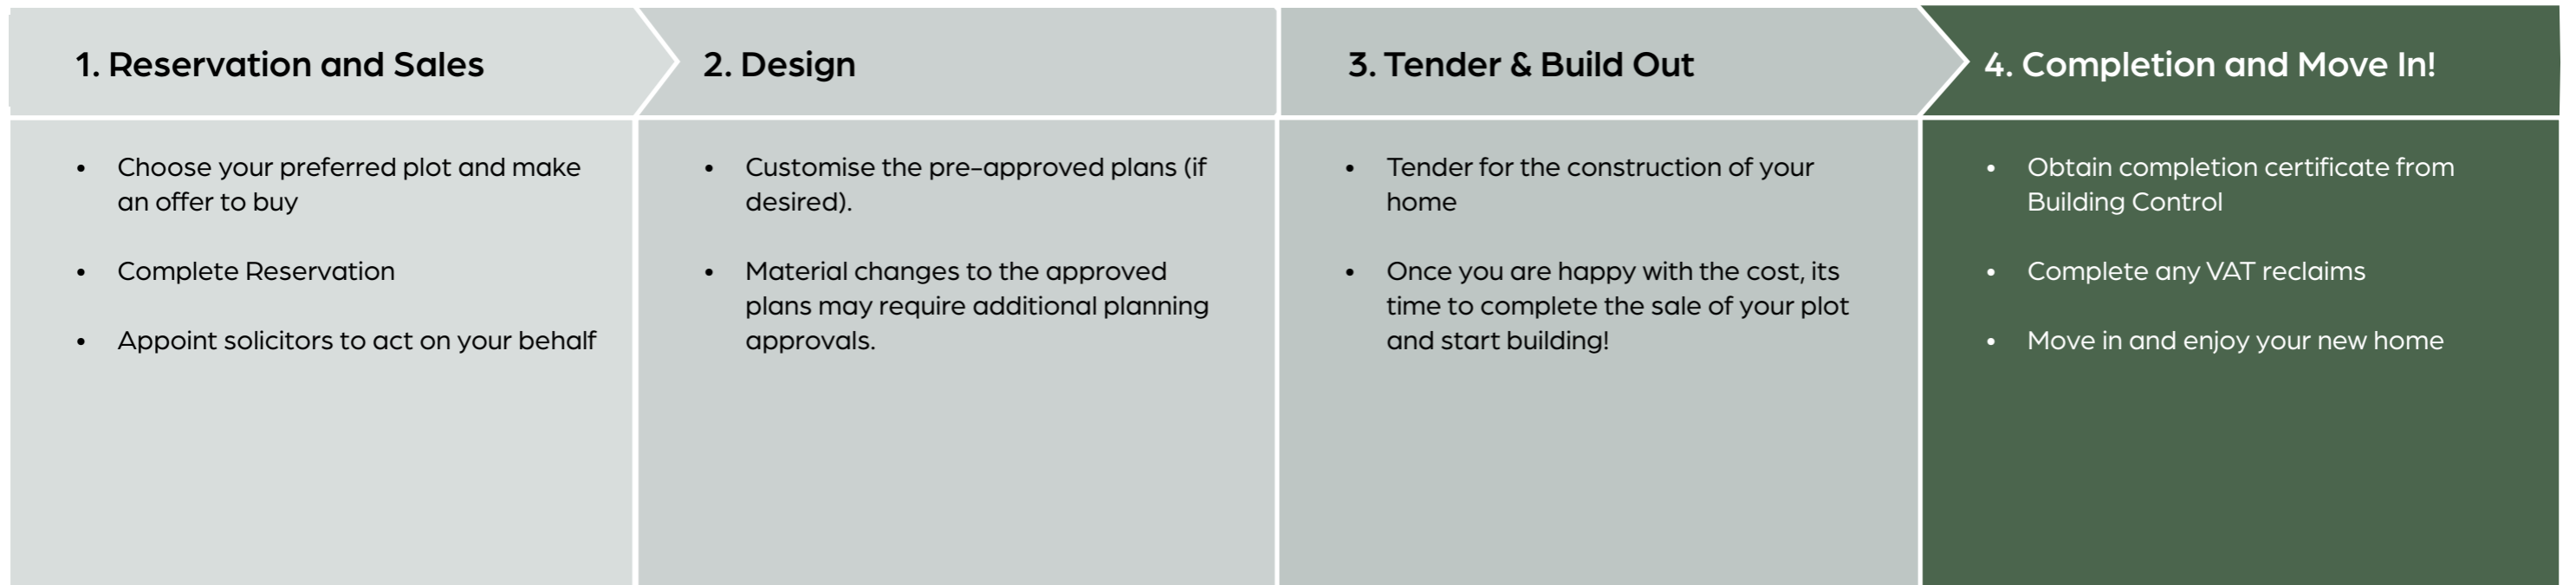 1. Reservation and Sales
• Choose your preferred plot and make
an offer to buy
• Complete Reservation
• Appoint solicitors to act on your behalf
2. Design
• Customise the pre-approved plans (if
desired).
• Material changes to the approved
plans may require additional planning
approvals.
3. Tender & Build Out
• Tender for the construction of your
home
• Once you are happy with the cost, its
time to complete the sale of your plot
and start building!
4. Completion and Move In!
• Obtain completion certificate from
Building Control
• Complete any VAT reclaims
• Move in and enjoy your new home